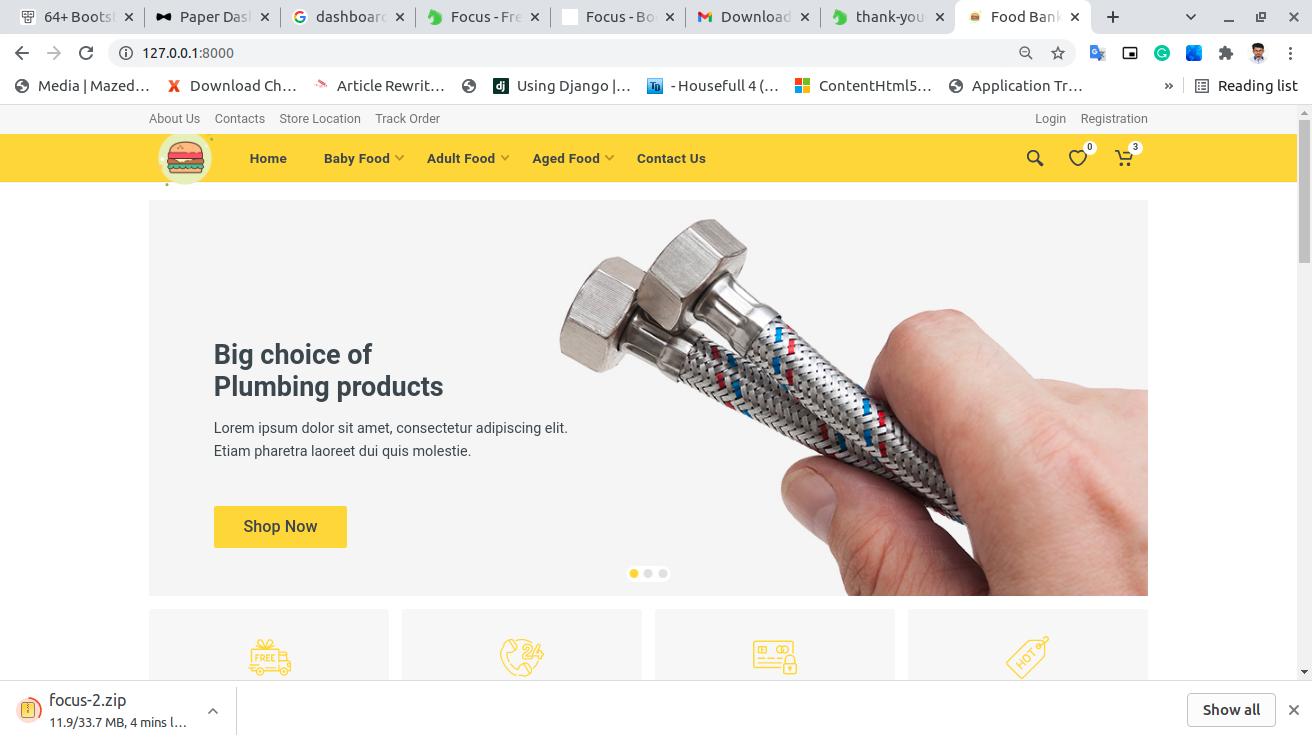 64+ Boots
Paper Das
dashboard
Focus - Fre
Focus - Bo
Download
thank-you
Food Bank
127.0.0.1:8000
Media | Mazed…
Download Ch…
Article Rewrit…
Using Django |…
- Housefull 4 (…
ContentHtml5…
Application Tr…
»
Reading list
About Us Contacts Store Location Track Order
Login Registration
Home Baby Food Adult Food Aged Food Contact Us
0
3
Big choice of
Plumbing products
Lorem ipsum dolor sit amet, consectetur adipiscing elit.
Etiam pharetra laoreet dui quis molestie.
Shop Now
FREE
24
HOT
focus-2.zip
11.9/33.7 MB, 4 mins l…
Show all